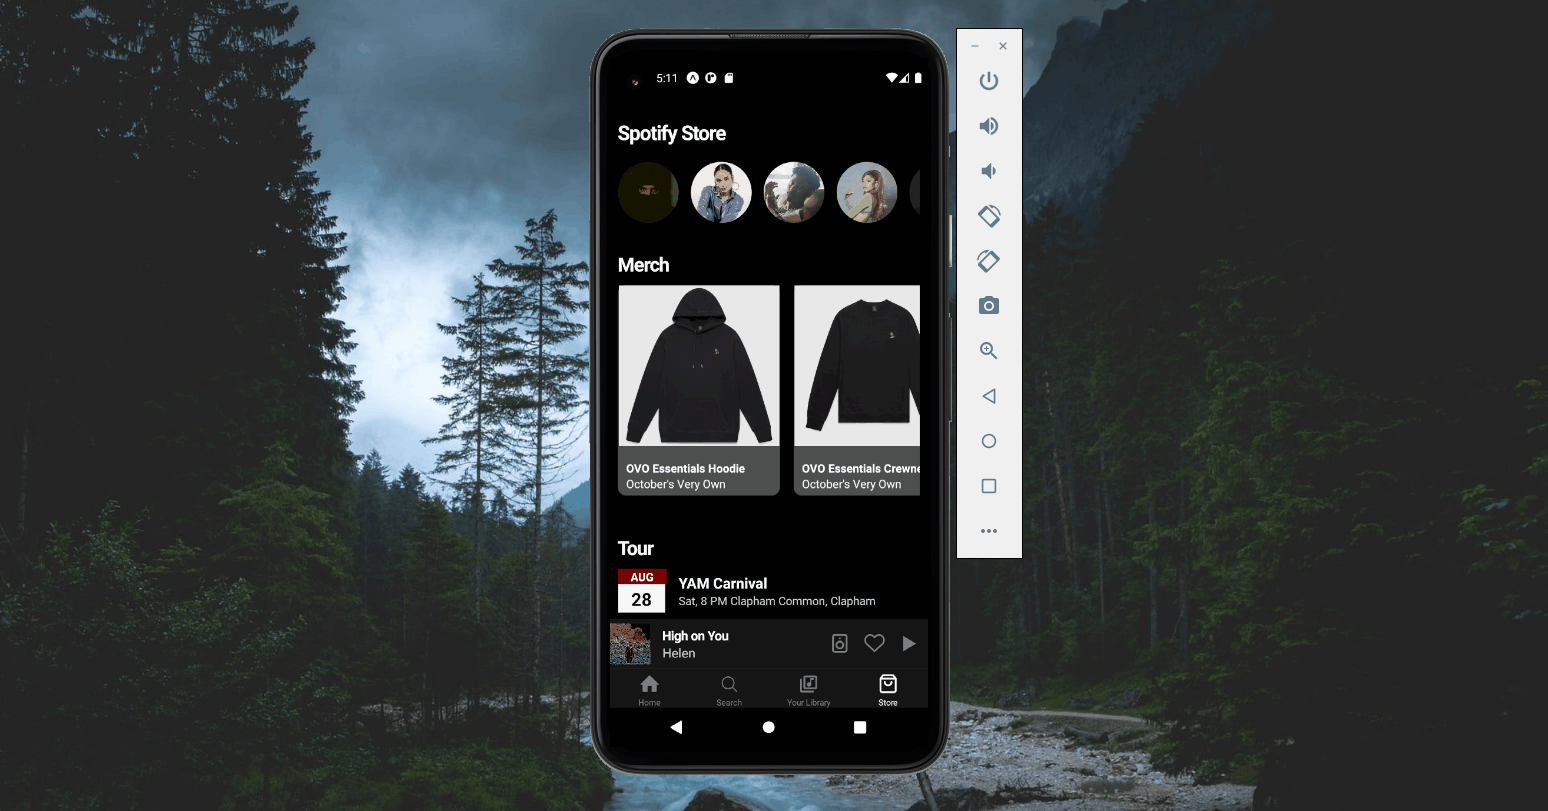 5:11
Spotify Store
Merch
OVO Essentials Hoodie
October's Very Own
OVO Essentials Crewne
October's Very Own
Tour
AUG
28
YAM Carnival
Sat, 8 PM Clapham Common, Clapham
High on You
Helen
Home
Search
Your Library
Store